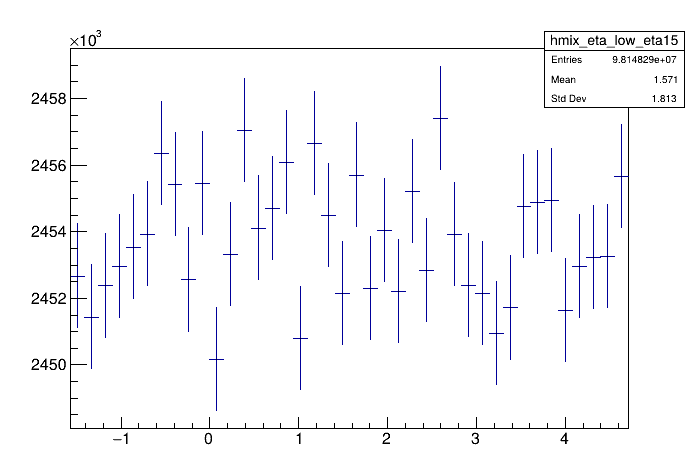 ×10³
hmix_eta_low_eta15
Entries 9.814829e+07
Mean 1.571
Std Dev 1.813
2458
2456
2454
2452
2450
−1 0 1 2 3 4